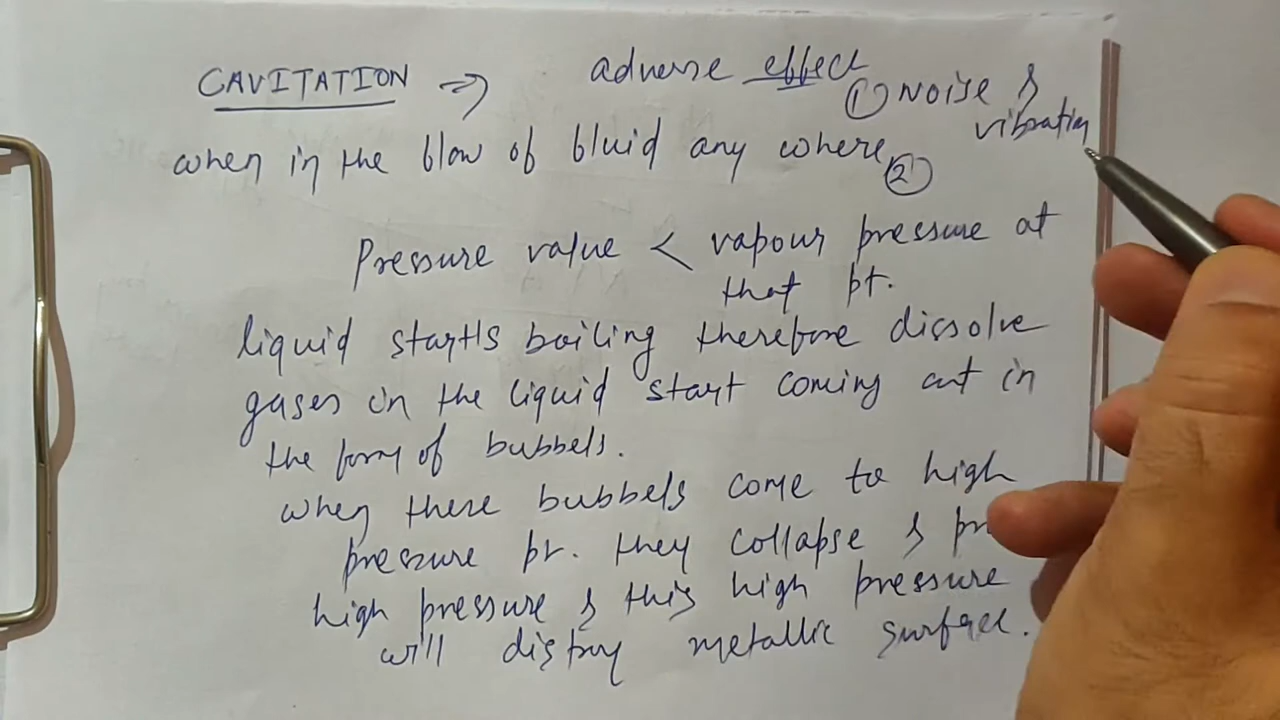 CAVITATION => adverse effect
① Noise &
vibration
when in the flow of fluid any where
②
Pressure value < vapour pressure at
that pt.
liquid starts boiling therefore dissolve
gases in the liquid start coming out in
the form of bubbels.
when these bubbels come to high
pressure pt. they collapse &
high pressure & this high pressure
will distroy metallic surface.